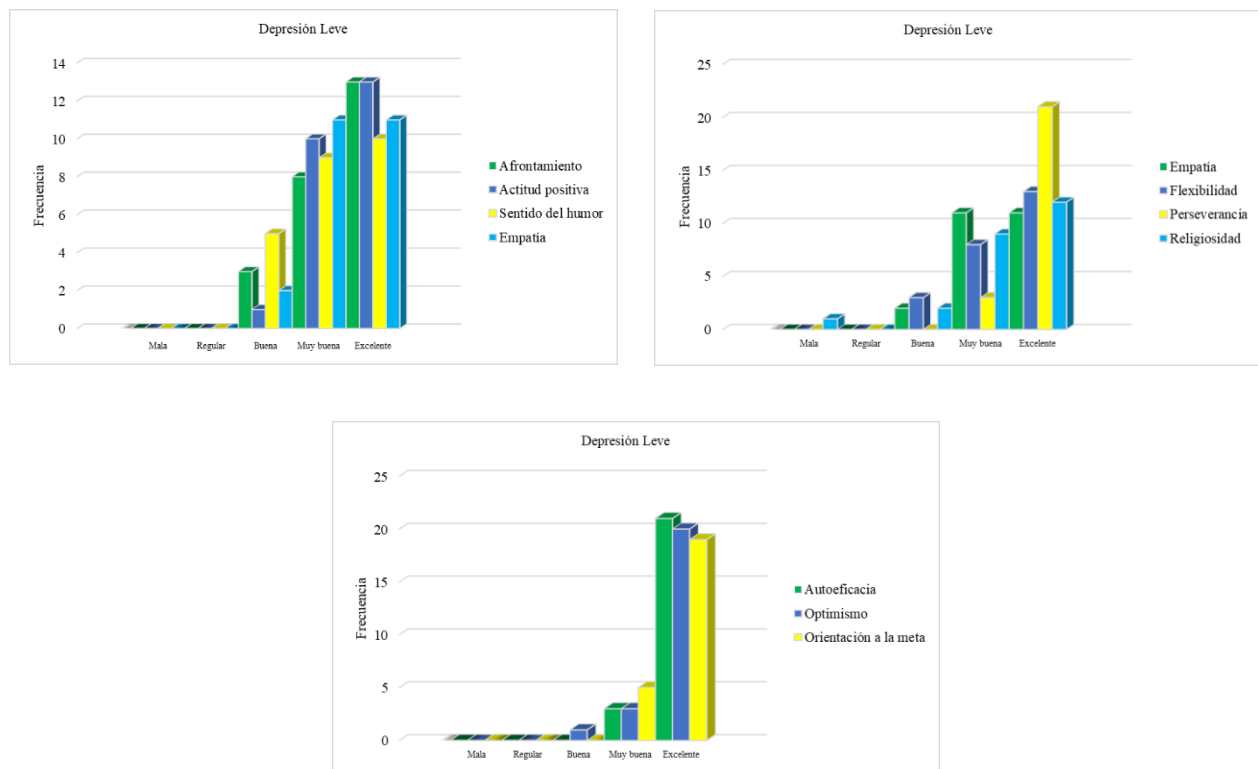 Depresión Leve
14
12
10
8
6
4
2
0
Frecuencia
Mala Regular Buena Muy buena Excelente
Afrontamiento
Actitud positiva
Sentido del humor
Empatía
Depresión Leve
25
20
15
10
5
0
Frecuencia
Mala Regular Buena Muy buena Excelente
Empatía
Flexibilidad
Perseverancia
Religiosidad
Depresión Leve
25
20
15
10
5
0
Frecuencia
Mala Regular Buena Muy buena Excelente
Autoeficacia
Optimismo
Orientación a la meta